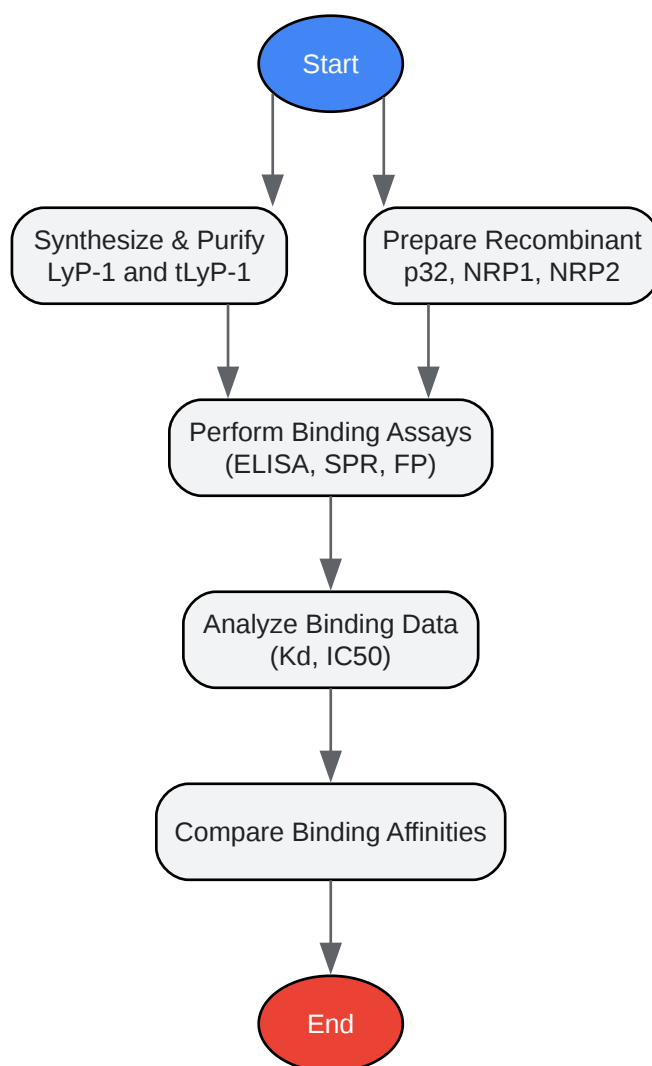 Start
Synthesize & Purify
LyP-1 and tLyP-1
Prepare Recombinant
p32, NRP1, NRP2
Perform Binding Assays
(ELISA, SPR, FP)
Analyze Binding Data
(Kd, IC50)
Compare Binding Affinities
End